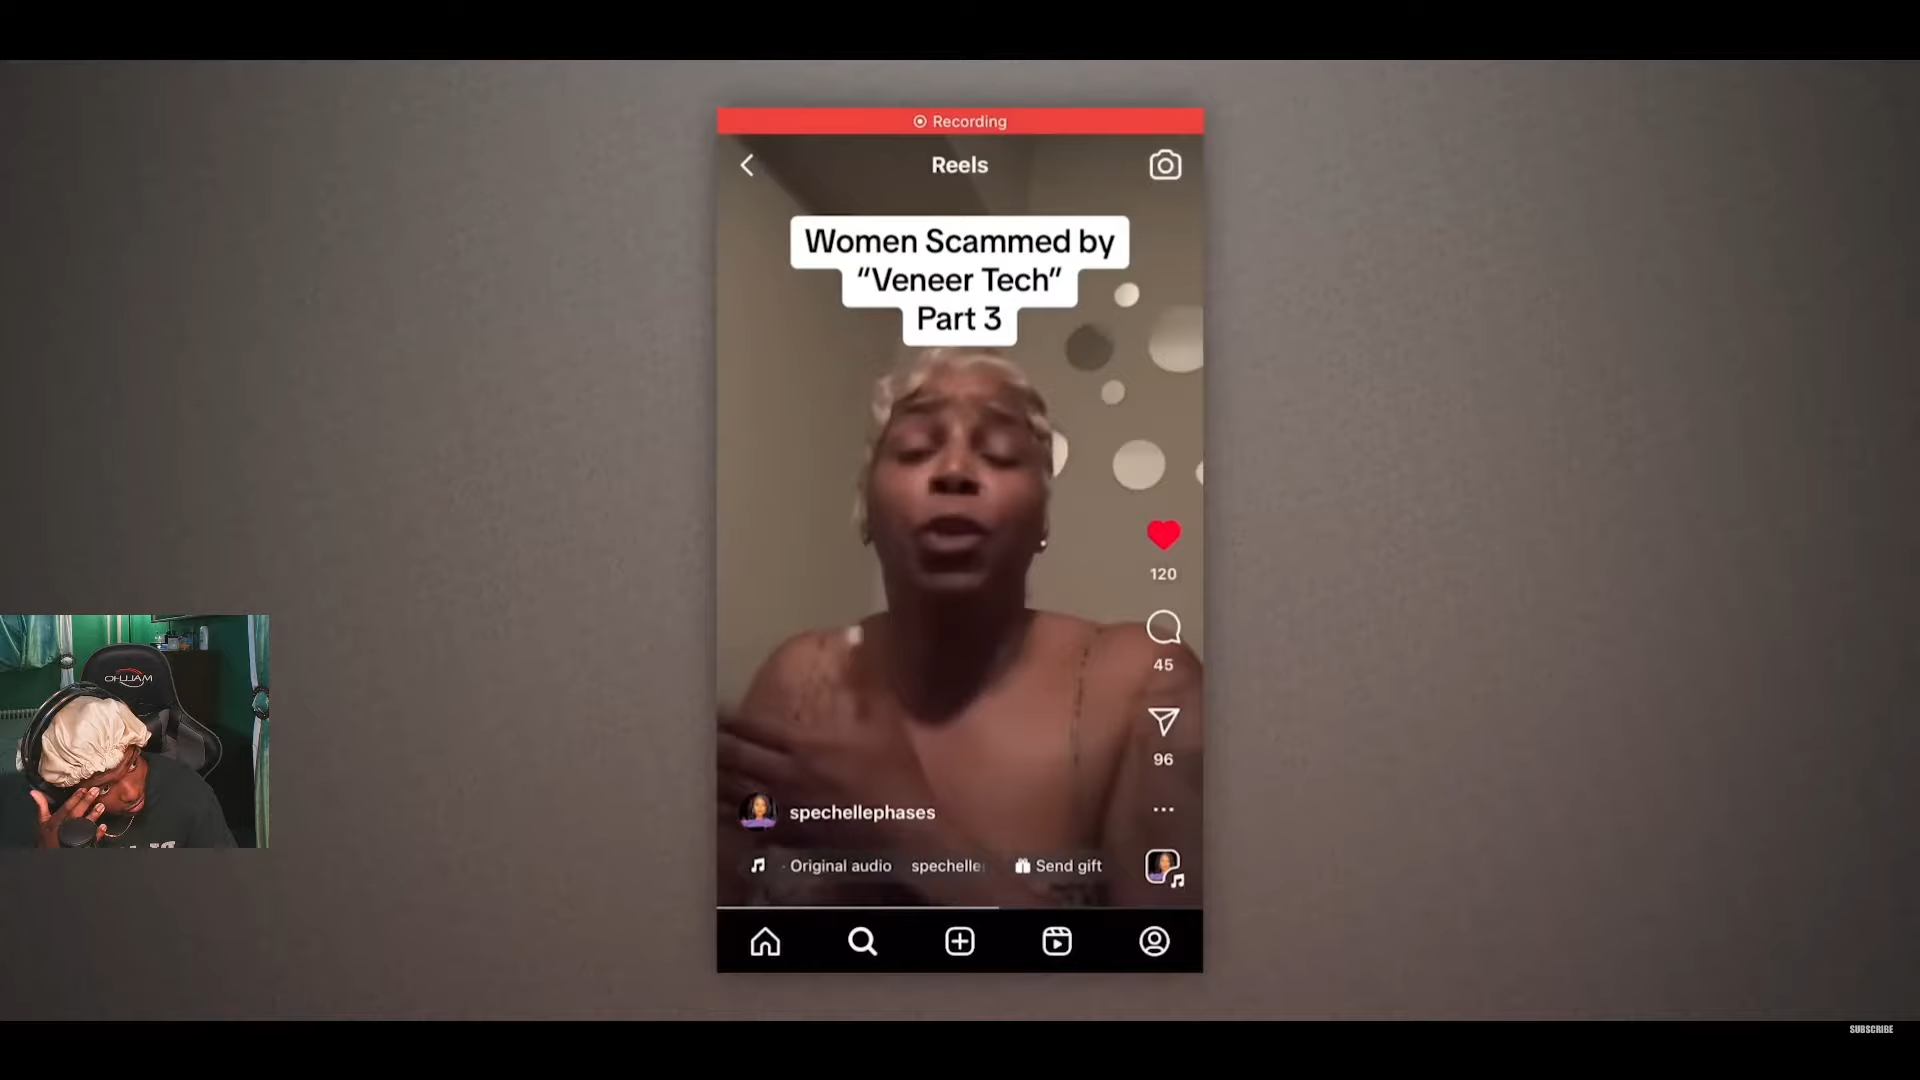 Recording
Reels
Women Scammed by
“Veneer Tech”
Part 3
120
45
96
spechellephases
Original audio spechelle
Send gift
OHUJAM
SUBSCRIBE